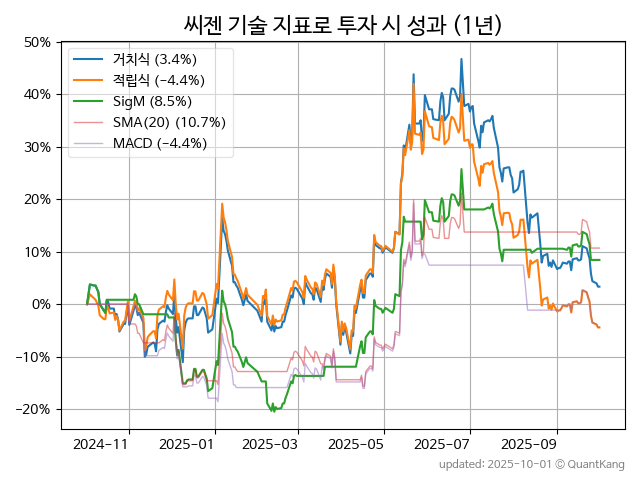 씨젠 기술 지표로 투자 시 성과 (1년)
50%
40%
30%
20%
10%
0%
−10%
−20%
거치식 (3.4%)
적립식 (−4.4%)
SigM (8.5%)
SMA(20) (10.7%)
MACD (−4.4%)
2024-11
2025-01
2025-03
2025-05
2025-07
2025-09
updated: 2025-10-01 © QuantKang